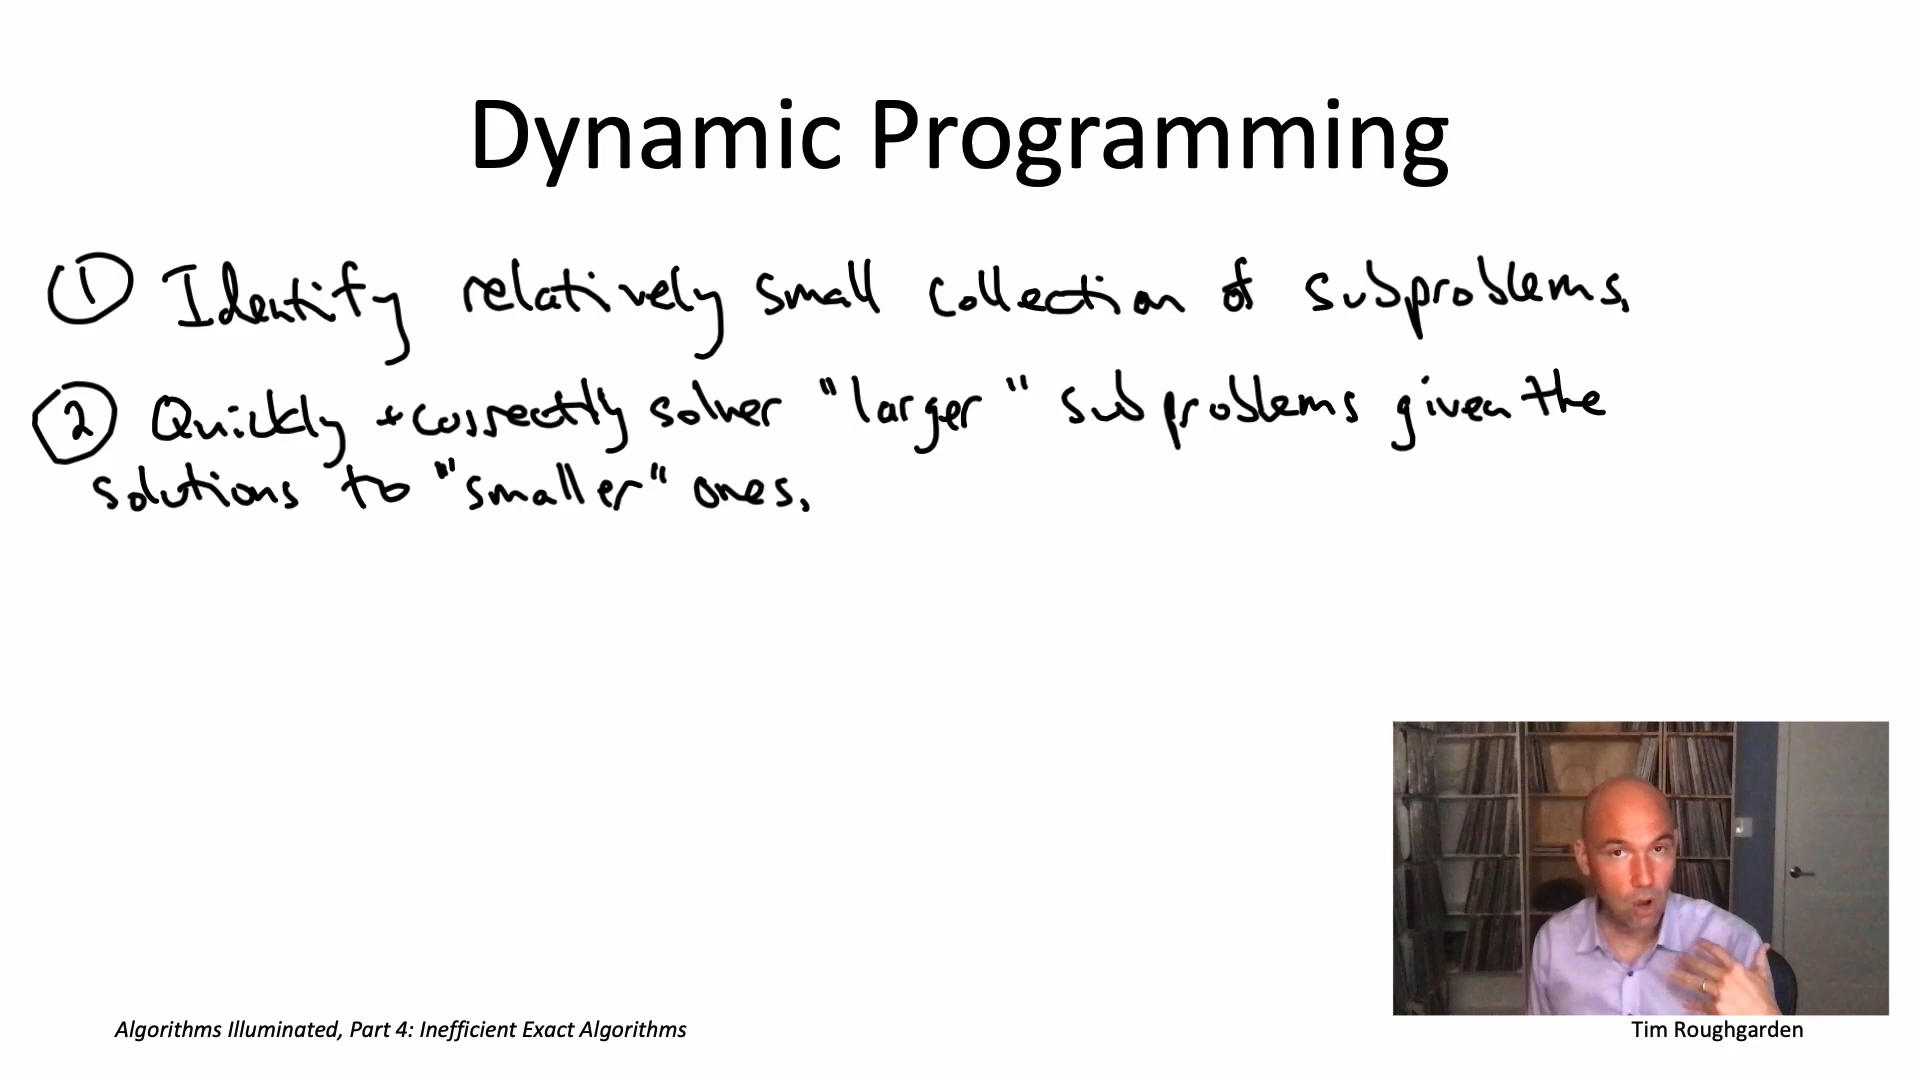 Dynamic Programming
① Identify relatively small collection of subproblems.
② Quickly + correctly solver "larger" subproblems given the
solutions to "smaller" ones.
Algorithms Illuminated, Part 4: Inefficient Exact Algorithms
Tim Roughgarden